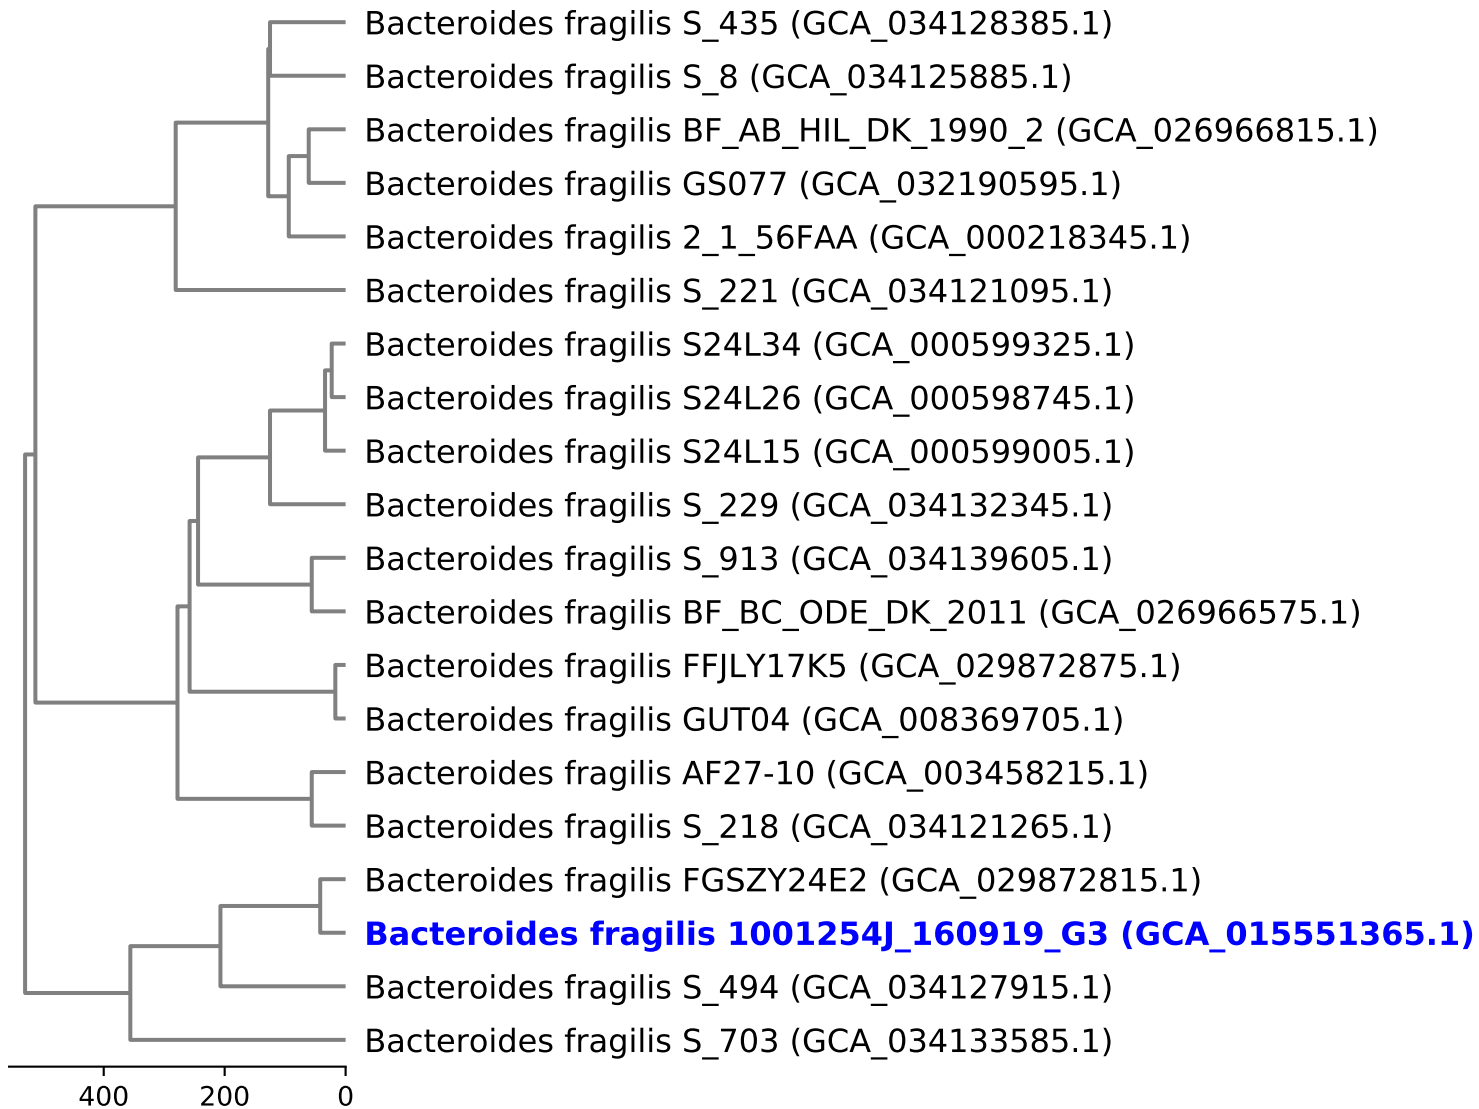 Bacteroides fragilis S_435 (GCA_034128385.1)
Bacteroides fragilis S_8 (GCA_034125885.1)
Bacteroides fragilis BF_AB_HIL_DK_1990_2 (GCA_026966815.1)
Bacteroides fragilis GS077 (GCA_032190595.1)
Bacteroides fragilis 2_1_56FAA (GCA_000218345.1)
Bacteroides fragilis S_221 (GCA_034121095.1)
Bacteroides fragilis S24L34 (GCA_000599325.1)
Bacteroides fragilis S24L26 (GCA_000598745.1)
Bacteroides fragilis S24L15 (GCA_000599005.1)
Bacteroides fragilis S_229 (GCA_034132345.1)
Bacteroides fragilis S_913 (GCA_034139605.1)
Bacteroides fragilis BF_BC_ODE_DK_2011 (GCA_026966575.1)
Bacteroides fragilis FFJLY17K5 (GCA_029872875.1)
Bacteroides fragilis GUT04 (GCA_008369705.1)
Bacteroides fragilis AF27-10 (GCA_003458215.1)
Bacteroides fragilis S_218 (GCA_034121265.1)
Bacteroides fragilis FGSZY24E2 (GCA_029872815.1)
Bacteroides fragilis 1001254J_160919_G3 (GCA_015551365.1)
Bacteroides fragilis S_494 (GCA_034127915.1)
Bacteroides fragilis S_703 (GCA_034133585.1)
400 200 0